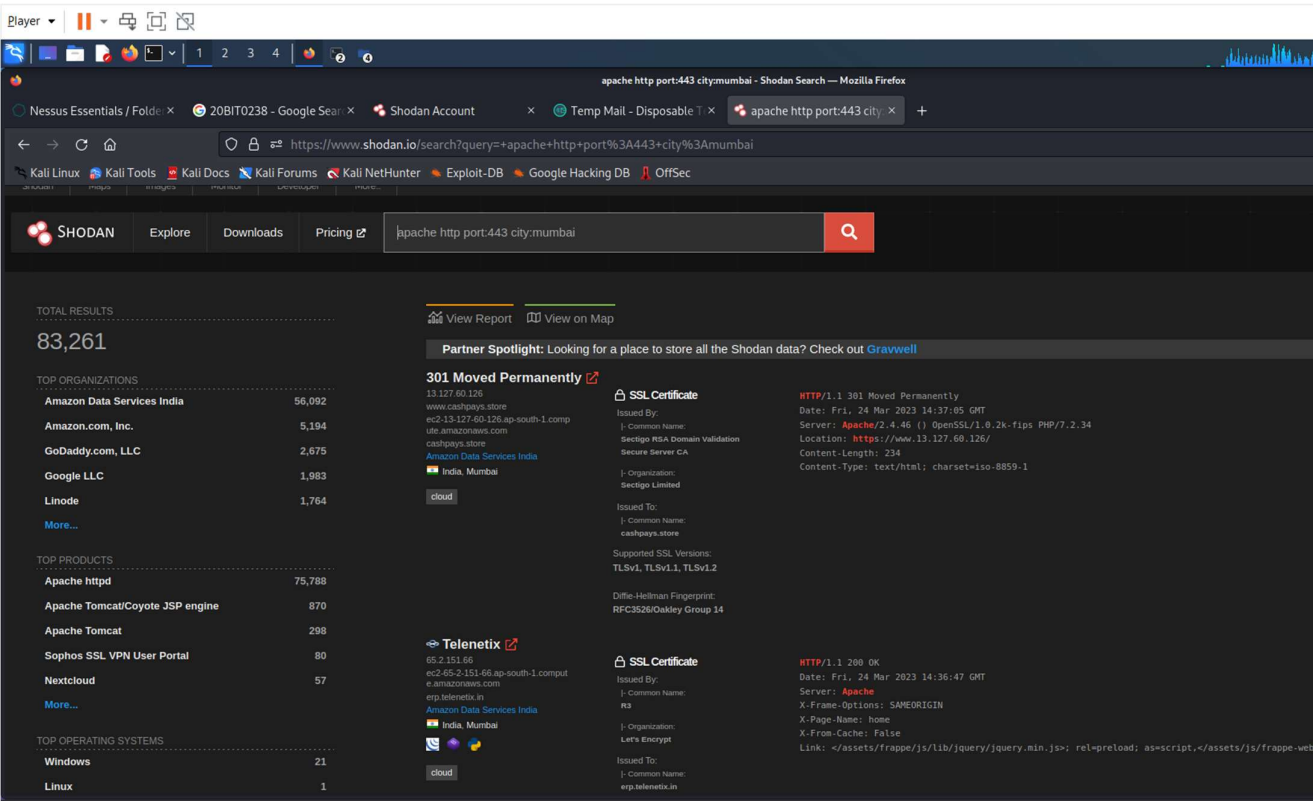 Player
1 2 3 4
apache http port:443 city:mumbai - Shodan Search — Mozilla Firefox
Nessus Essentials / Folde × 20BIT0238 - Google Sear × Shodan Account × Temp Mail - Disposable T × apache http port:443 city: × +
https://www.shodan.io/search?query=+apache+http+port%3A443+city%3Amumbai
Kali Linux Kali Tools Kali Docs Kali Forums Kali NetHunter Exploit-DB Google Hacking DB OffSec
Shodan Maps Images Monitor Developer More...
SHODAN Explore Downloads Pricing apache http port:443 city:mumbai
TOTAL RESULTS
83,261
TOP ORGANIZATIONS
Amazon Data Services India 56,092
Amazon.com, Inc. 5,194
GoDaddy.com, LLC 2,675
Google LLC 1,983
Linode 1,764
More...
TOP PRODUCTS
Apache httpd 75,788
Apache Tomcat/Coyote JSP engine 870
Apache Tomcat 298
Sophos SSL VPN User Portal 80
Nextcloud 57
More...
TOP OPERATING SYSTEMS
Windows 21
Linux 1
View Report View on Map
Partner Spotlight: Looking for a place to store all the Shodan data? Check out Gravwell
301 Moved Permanently
13.127.60.126
www.cashpays.store
ec2-13-127-60-126.ap-south-1.comp
ute.amazonaws.com
cashpays.store
Amazon Data Services India
India, Mumbai
cloud
SSL Certificate
Issued By:
|- Common Name:
Sectigo RSA Domain Validation
Secure Server CA
|- Organization:
Sectigo Limited
Issued To:
|- Common Name:
cashpays.store
Supported SSL Versions:
TLSv1, TLSv1.1, TLSv1.2
Diffie-Hellman Fingerprint:
RFC3526/Oakley Group 14
HTTP/1.1 301 Moved Permanently
Date: Fri, 24 Mar 2023 14:37:05 GMT
Server: Apache/2.4.46 () OpenSSL/1.0.2k-fips PHP/7.2.34
Location: https://www.13.127.60.126/
Content-Length: 234
Content-Type: text/html; charset=iso-8859-1
Telenetix
65.2.151.66
ec2-65-2-151-66.ap-south-1.comput
e.amazonaws.com
erp.telenetix.in
Amazon Data Services India
India, Mumbai
cloud
SSL Certificate
Issued By:
|- Common Name:
R3
|- Organization:
Let's Encrypt
Issued To:
|- Common Name:
erp.telenetix.in
HTTP/1.1 200 OK
Date: Fri, 24 Mar 2023 14:36:47 GMT
Server: Apache
X-Frame-Options: SAMEORIGIN
X-Page-Name: home
X-From-Cache: False
Link: </assets/frappe/js/lib/jquery/jquery.min.js>; rel=preload; as=script,</assets/js/frappe-web